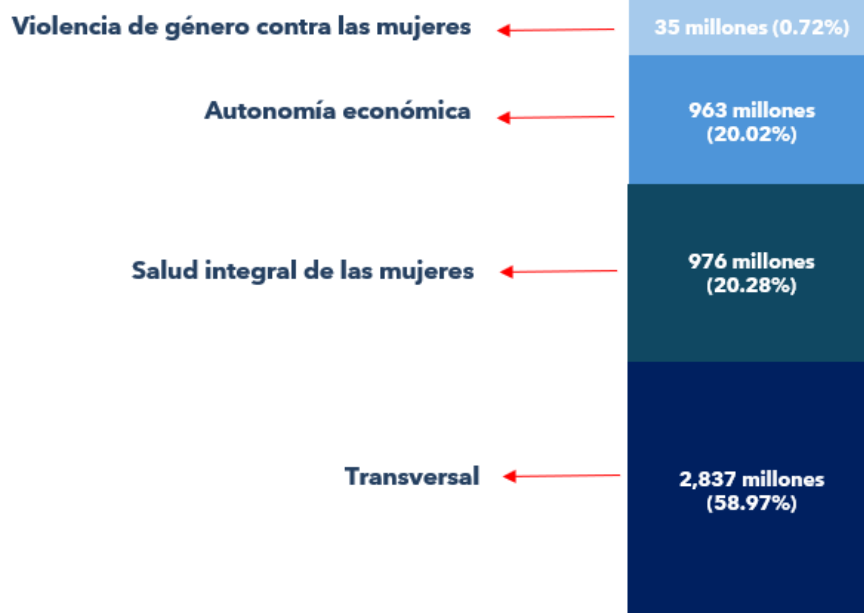 Violencia de género contra las mujeres
35 millones (0.72%)
Autonomía económica
963 millones
(20.02%)
Salud integral de las mujeres
976 millones
(20.28%)
Transversal
2,837 millones
(58.97%)